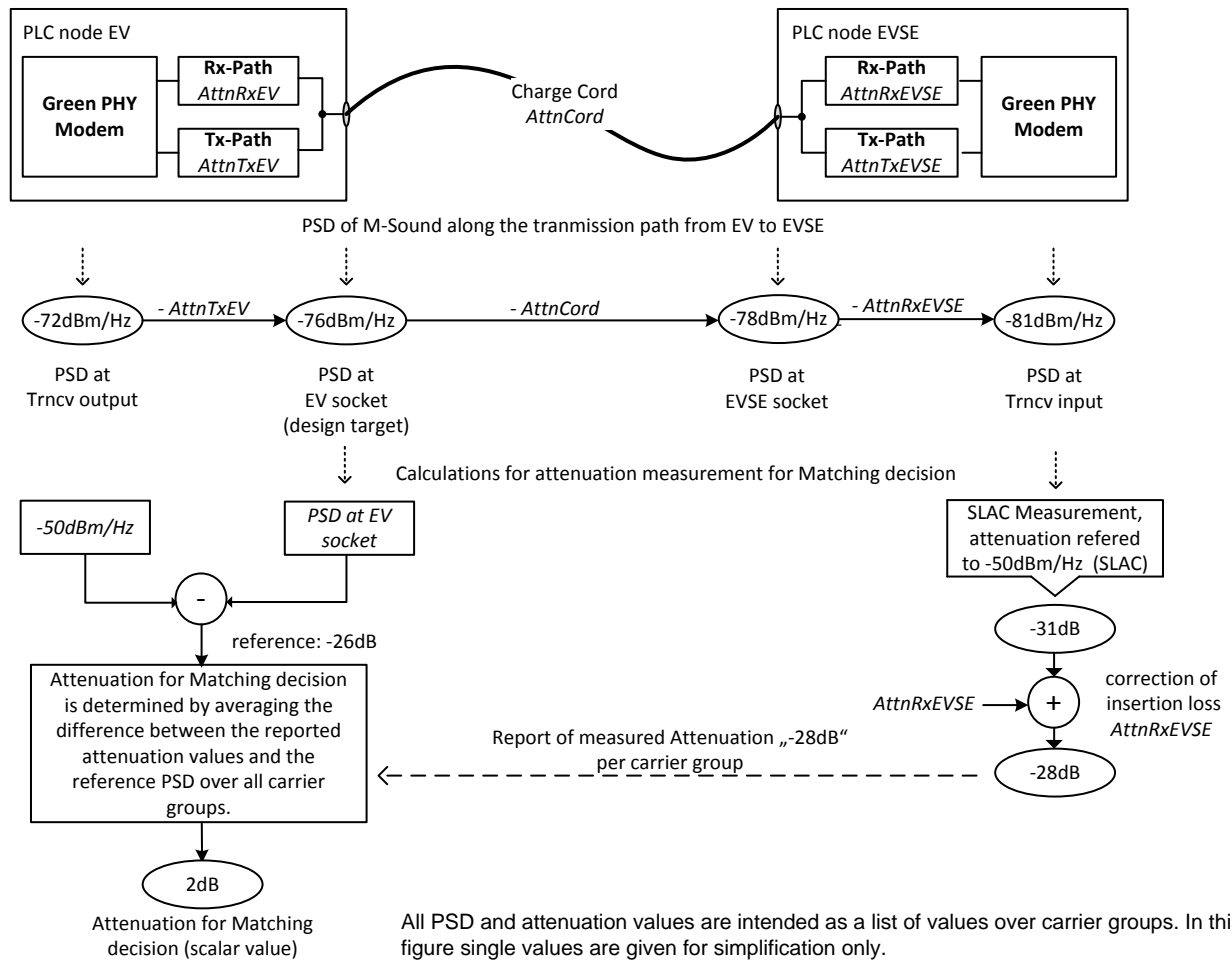 PLC node EV
PLC node EVSE
Green PHY
Modem
Rx-Path
AttnRxEV
Tx-Path
AttnTxEV
Charge Cord
AttnCord
Rx-Path
AttnRxEVSE
Tx-Path
AttnTxEVSE
Green PHY
Modem
PSD of M-Sound along the tranmission path from EV to EVSE
-72dBm/Hz
- AttnTxEV
-76dBm/Hz
- AttnCord
-78dBm/Hz
- AttnRxEVSE
-81dBm/Hz
PSD at
Trncv output
PSD at
EV socket
(design target)
PSD at
EVSE socket
PSD at
Trncv input
Calculations for attenuation measurement for Matching decision
-50dBm/Hz
PSD at EV
socket
SLAC Measurement,
attenuation refered
to -50dBm/Hz (SLAC)
-
reference: -26dB
-31dB
Attenuation for Matching decision
is determined by averaging the
difference between the reported
attenuation values and the
reference PSD over all carrier
groups.
AttnRxEVSE
+
correction of
insertion loss
AttnRxEVSE
Report of measured Attenuation „-28dB“
per carrier group
-28dB
2dB
Attenuation for Matching
decision (scalar value)
All PSD and attenuation values are intended as a list of values over carrier groups. In thi
figure single values are given for simplification only.